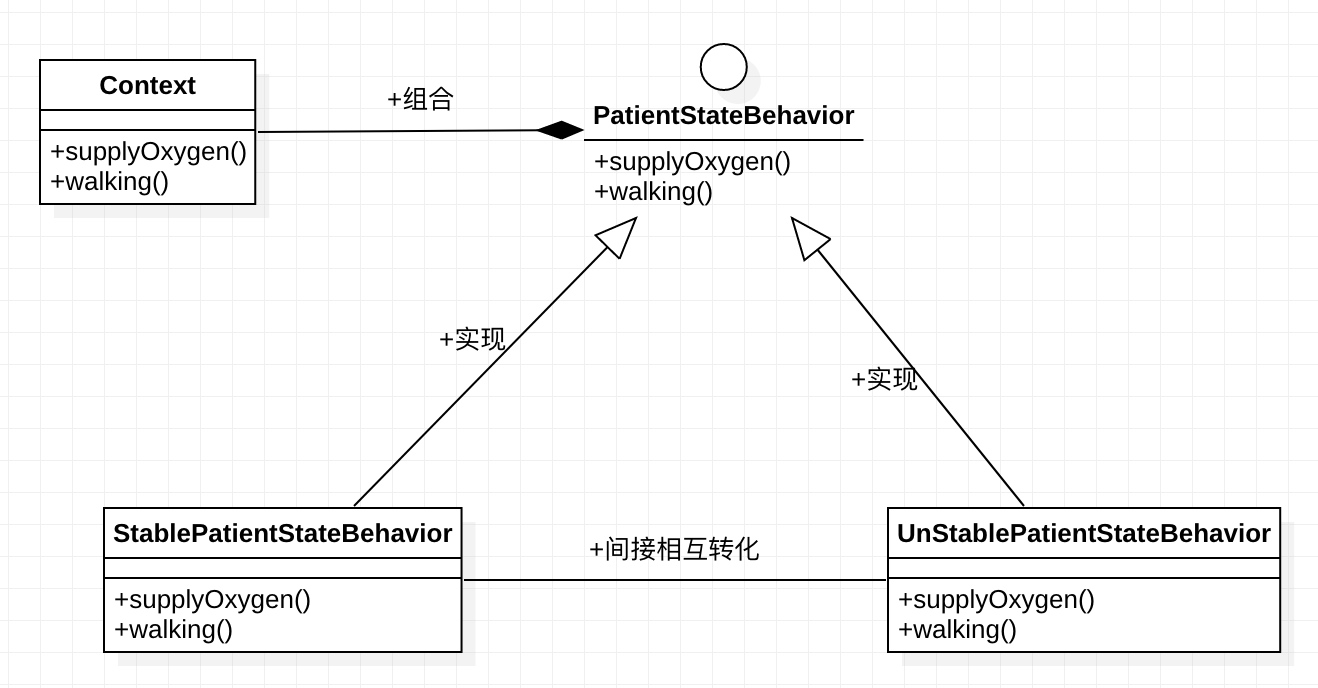 Context
+supplyOxygen()
+walking()
+组合
PatientStateBehavior
+supplyOxygen()
+walking()
+实现
+实现
StablePatientStateBehavior
+supplyOxygen()
+walking()
+间接相互转化
UnStablePatientStateBehavior
+supplyOxygen()
+walking()